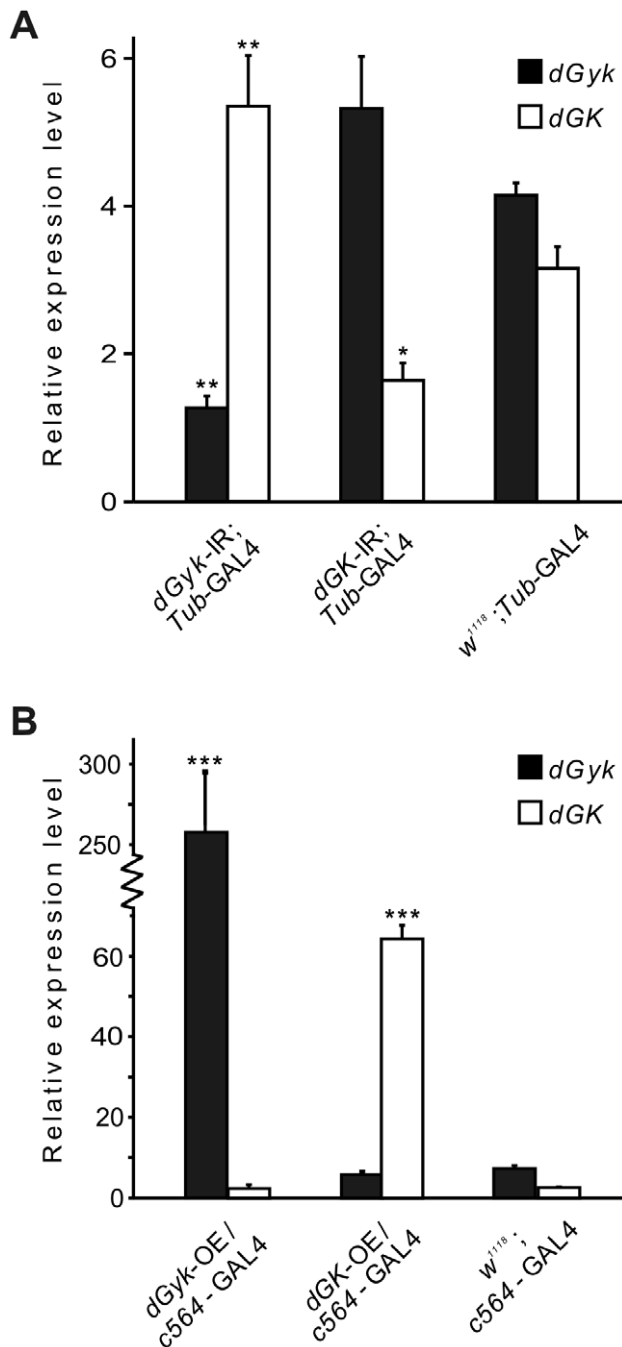 A
Relative expression level
6
4
2
0
**
**
*
dGyk
dGK
dGyk-IR;
Tub-GAL4
dGK-IR;
Tub-GAL4
w¹¹¹⁸;Tub-GAL4
B
Relative expression level
300
250
60
40
20
0
***
***
dGyk
dGK
dGyk-OE/
c564-GAL4
dGK-OE/
c564-GAL4
w¹¹¹⁸;
c564-GAL4